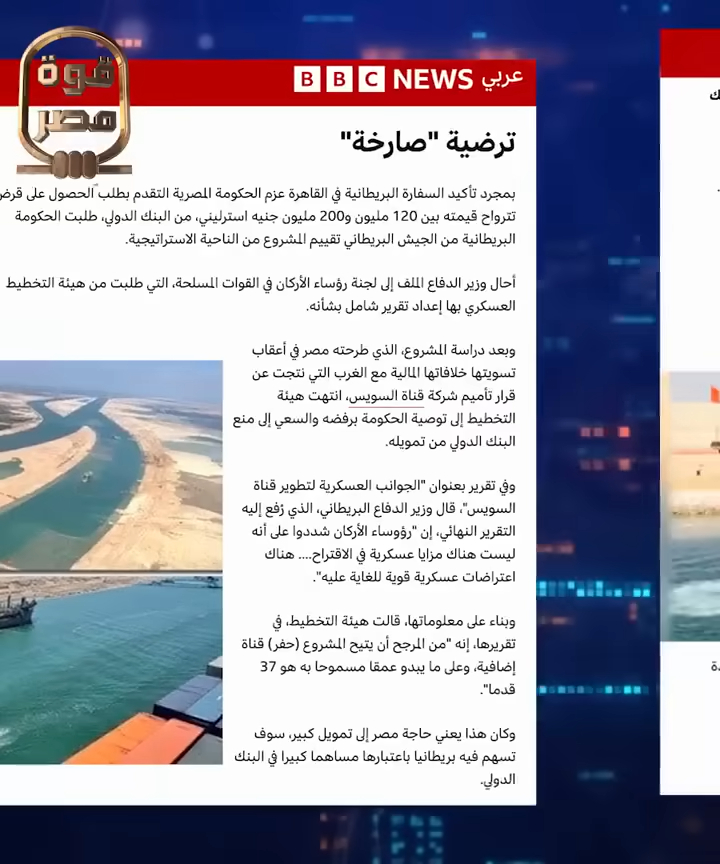 قوة
مصر
BBC NEWS عربي
ترضية "صارخة"
بمجرد تأكيد السفارة البريطانية في القاهرة عزم الحكومة المصرية التقدم بطلب الحصول على قرض
تترواح قيمته بين 120 مليون و200 مليون جنيه استرليني، من البنك الدولي، طلبت الحكومة
البريطانية من الجيش البريطاني تقييم المشروع من الناحية الاستراتيجية.
أحال وزير الدفاع الملف إلى لجنة رؤساء الأركان في القوات المسلحة، التي طلبت من هيئة التخطيط
العسكري بها إعداد تقرير شامل بشأنه.
وبعد دراسة المشروع، الذي طرحته مصر في أعقاب
تسويتها خلافاتها المالية مع الغرب التي نتجت عن
قرار تأميم شركة قناة السويس، انتهت هيئة
التخطيط إلى توصية الحكومة برفضه والسعي إلى منع
البنك الدولي من تمويله.
وفي تقرير بعنوان "الجوانب العسكرية لتطوير قناة
السويس"، قال وزير الدفاع البريطاني، الذي رُفع إليه
التقرير النهائي، إن "رؤوساء الأركان شددوا على أنه
ليست هناك مزايا عسكرية في الاقتراح.... هناك
اعتراضات عسكرية قوية للغاية عليه".
وبناء على معلوماتها، قالت هيئة التخطيط، في
تقريرها، إنه "من المرجح أن يتيح المشروع (حفر) قناة
إضافية، وعلى ما يبدو عمقا مسموحا به هو 37
قدما".
وكان هذا يعني حاجة مصر إلى تمويل كبير، سوف
تسهم فيه بريطانيا باعتبارها مساهما كبيرا في البنك
الدولي.